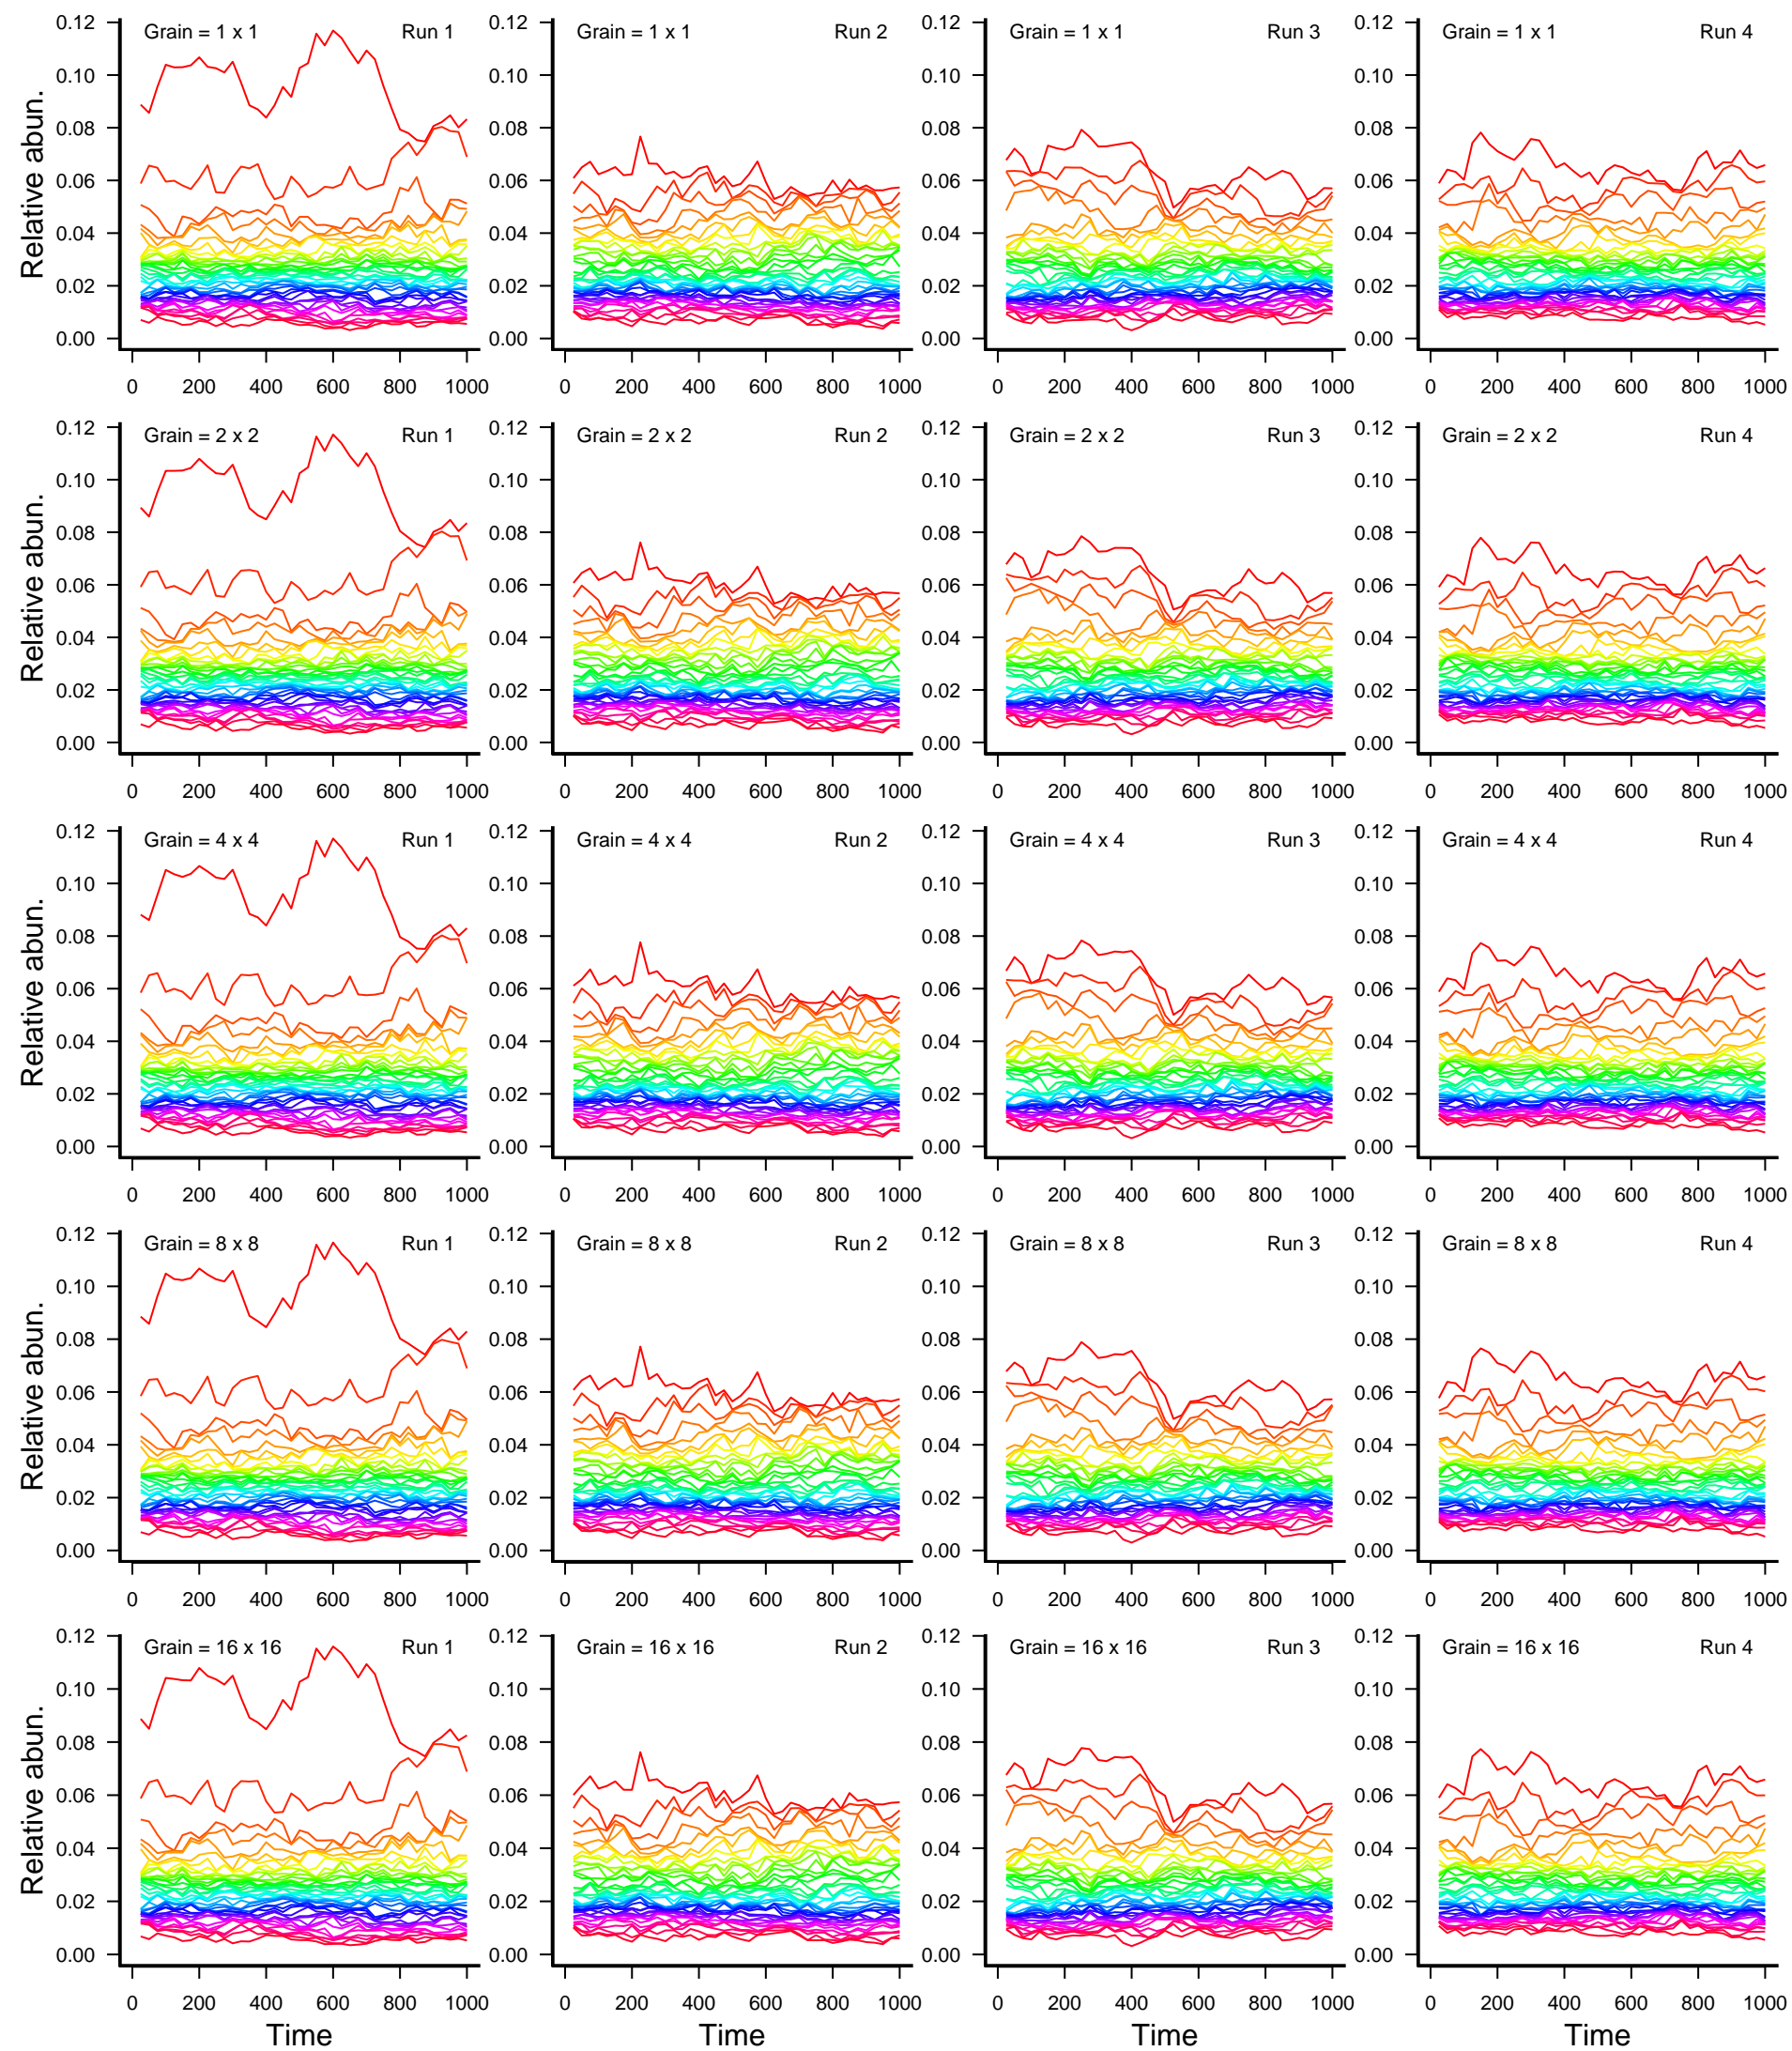 Grain = 1 x 1 Run 1
Grain = 1 x 1 Run 2
Grain = 1 x 1 Run 3
Grain = 1 x 1 Run 4
Relative abun.
0.12 0.12 0.12 0.12
0.10 0.10 0.10 0.10
0.08 0.08 0.08 0.08
0.06 0.06 0.06 0.06
0.04 0.04 0.04 0.04
0.02 0.02 0.02 0.02
0.00 0.00 0.00 0.00
0 200 400 600 800 1000 0 200 400 600 800 1000 0 200 400 600 800 1000 0 200 400 600 800 1000
Grain = 2 x 2 Run 1
Grain = 2 x 2 Run 2
Grain = 2 x 2 Run 3
Grain = 2 x 2 Run 4
Relative abun.
0.12 0.12 0.12 0.12
0.10 0.10 0.10 0.10
0.08 0.08 0.08 0.08
0.06 0.06 0.06 0.06
0.04 0.04 0.04 0.04
0.02 0.02 0.02 0.02
0.00 0.00 0.00 0.00
0 200 400 600 800 1000 0 200 400 600 800 1000 0 200 400 600 800 1000 0 200 400 600 800 1000
Grain = 4 x 4 Run 1
Grain = 4 x 4 Run 2
Grain = 4 x 4 Run 3
Grain = 4 x 4 Run 4
Relative abun.
0.12 0.12 0.12 0.12
0.10 0.10 0.10 0.10
0.08 0.08 0.08 0.08
0.06 0.06 0.06 0.06
0.04 0.04 0.04 0.04
0.02 0.02 0.02 0.02
0.00 0.00 0.00 0.00
0 200 400 600 800 1000 0 200 400 600 800 1000 0 200 400 600 800 1000 0 200 400 600 800 1000
Grain = 8 x 8 Run 1
Grain = 8 x 8 Run 2
Grain = 8 x 8 Run 3
Grain = 8 x 8 Run 4
Relative abun.
0.12 0.12 0.12 0.12
0.10 0.10 0.10 0.10
0.08 0.08 0.08 0.08
0.06 0.06 0.06 0.06
0.04 0.04 0.04 0.04
0.02 0.02 0.02 0.02
0.00 0.00 0.00 0.00
0 200 400 600 800 1000 0 200 400 600 800 1000 0 200 400 600 800 1000 0 200 400 600 800 1000
Grain = 16 x 16 Run 1
Grain = 16 x 16 Run 2
Grain = 16 x 16 Run 3
Grain = 16 x 16 Run 4
Relative abun.
0.12 0.12 0.12 0.12
0.10 0.10 0.10 0.10
0.08 0.08 0.08 0.08
0.06 0.06 0.06 0.06
0.04 0.04 0.04 0.04
0.02 0.02 0.02 0.02
0.00 0.00 0.00 0.00
0 200 400 600 800 1000 0 200 400 600 800 1000 0 200 400 600 800 1000 0 200 400 600 800 1000
Time Time Time Time